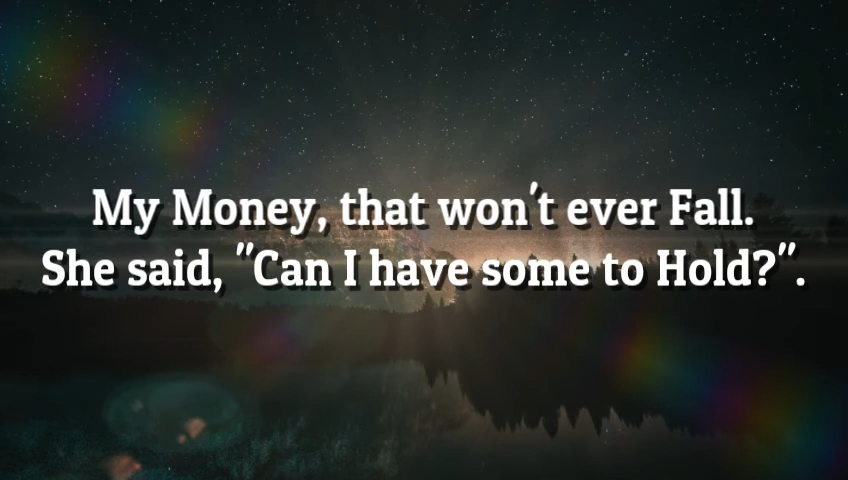 My Money, that won't ever Fall.
She said, "Can I have some to Hold?".